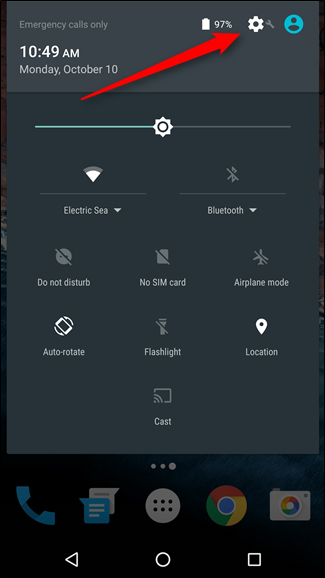 Emergency calls only 97%
10:49 AM
Monday, October 10
Electric Sea Bluetooth
Do not disturb No SIM card Airplane mode
Auto-rotate Flashlight Location
Cast